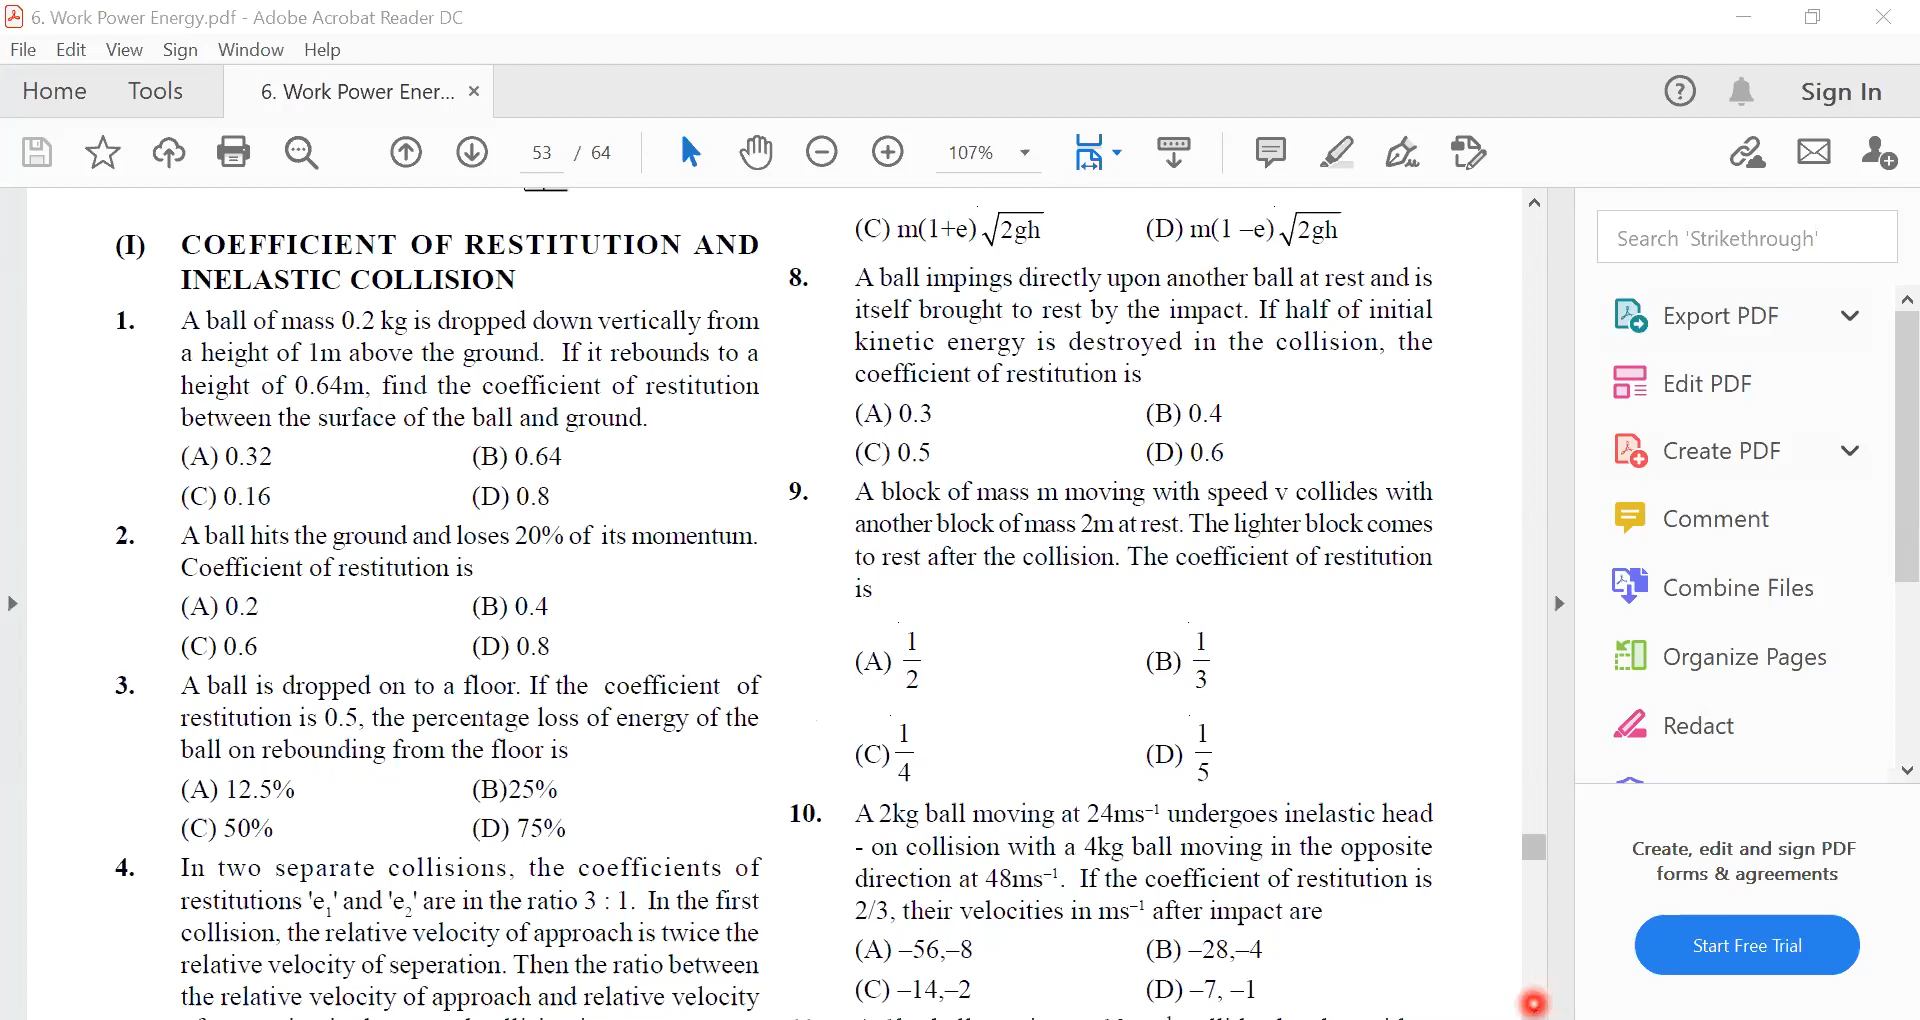 6. Work Power Energy.pdf - Adobe Acrobat Reader DC
File Edit View Sign Window Help
Home Tools 6. Work Power Ener... × Sign In
53 / 64 107%
(I) COEFFICIENT OF RESTITUTION AND
INELASTIC COLLISION
1. A ball of mass 0.2 kg is dropped down vertically from
a height of 1m above the ground. If it rebounds to a
height of 0.64m, find the coefficient of restitution
between the surface of the ball and ground.
(A) 0.32 (B) 0.64
(C) 0.16 (D) 0.8
2. A ball hits the ground and loses 20% of its momentum.
Coefficient of restitution is
(A) 0.2 (B) 0.4
(C) 0.6 (D) 0.8
3. A ball is dropped on to a floor. If the coefficient of
restitution is 0.5, the percentage loss of energy of the
ball on rebounding from the floor is
(A) 12.5% (B)25%
(C) 50% (D) 75%
4. In two separate collisions, the coefficients of
restitutions 'e₁' and 'e₂' are in the ratio 3 : 1. In the first
collision, the relative velocity of approach is twice the
relative velocity of seperation. Then the ratio between
the relative velocity of approach and relative velocity
(C) m(1+e)√2gh (D) m(1 –e)√2gh
8. A ball impings directly upon another ball at rest and is
itself brought to rest by the impact. If half of initial
kinetic energy is destroyed in the collision, the
coefficient of restitution is
(A) 0.3 (B) 0.4
(C) 0.5 (D) 0.6
9. A block of mass m moving with speed v collides with
another block of mass 2m at rest. The lighter block comes
to rest after the collision. The coefficient of restitution
is
(A) 1/2 (B) 1/3
(C) 1/4 (D) 1/5
10. A 2kg ball moving at 24ms⁻¹ undergoes inelastic head
- on collision with a 4kg ball moving in the opposite
direction at 48ms⁻¹. If the coefficient of restitution is
2/3, their velocities in ms⁻¹ after impact are
(A) –56,–8 (B) –28,–4
(C) –14,–2 (D) –7, –1
Search 'Strikethrough'
Export PDF
Edit PDF
Create PDF
Comment
Combine Files
Organize Pages
Redact
Create, edit and sign PDF
forms & agreements
Start Free Trial